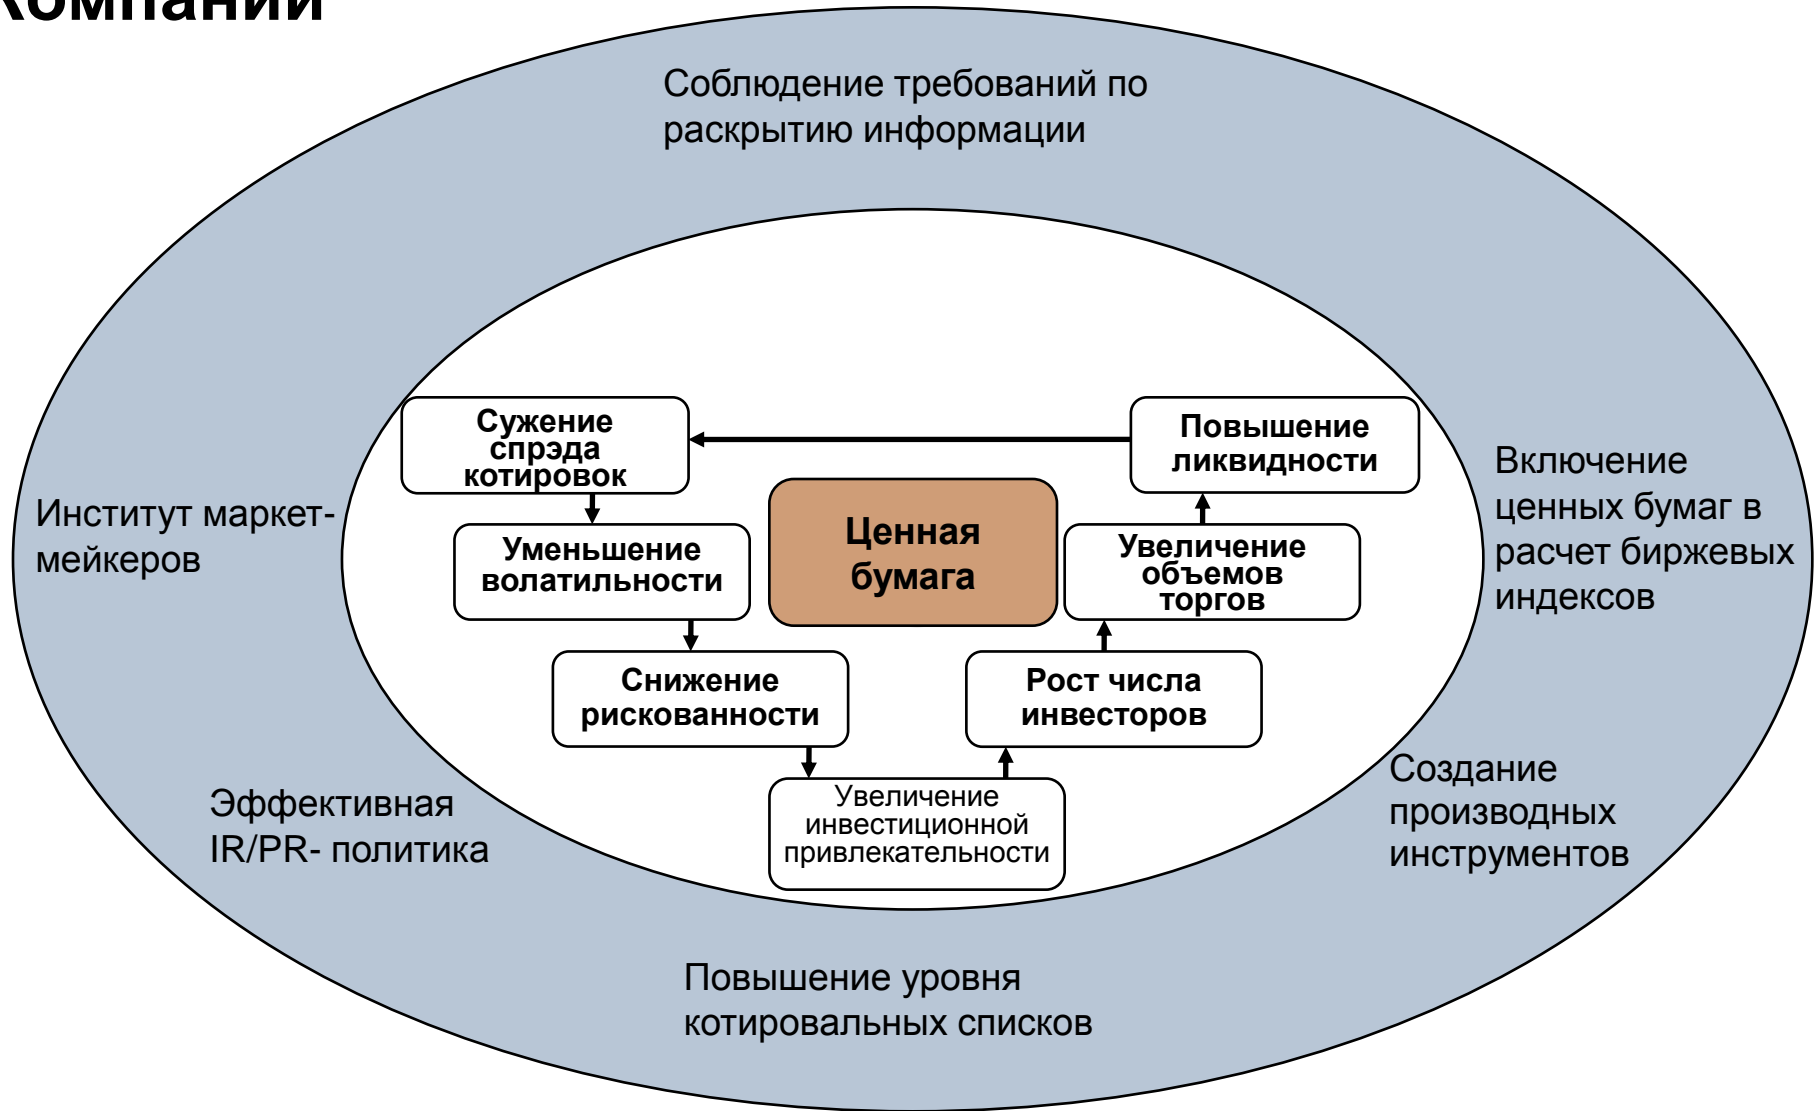 Компании
Соблюдение требований по
раскрытию информации
Сужение
спрэда
котировок
Повышение
ликвидности
Включение
ценных бумаг в
расчет биржевых
индексов
Институт маркет-
мейкеров
Ценная
бумага
Уменьшение
волатильности
Увеличение
объемов
торгов
Снижение
рискованности
Рост числа
инвесторов
Увеличение
инвестиционной
привлекательности
Создание
производных
инструментов
Эффективная
IR/PR- политика
Повышение уровня
котировальных списков